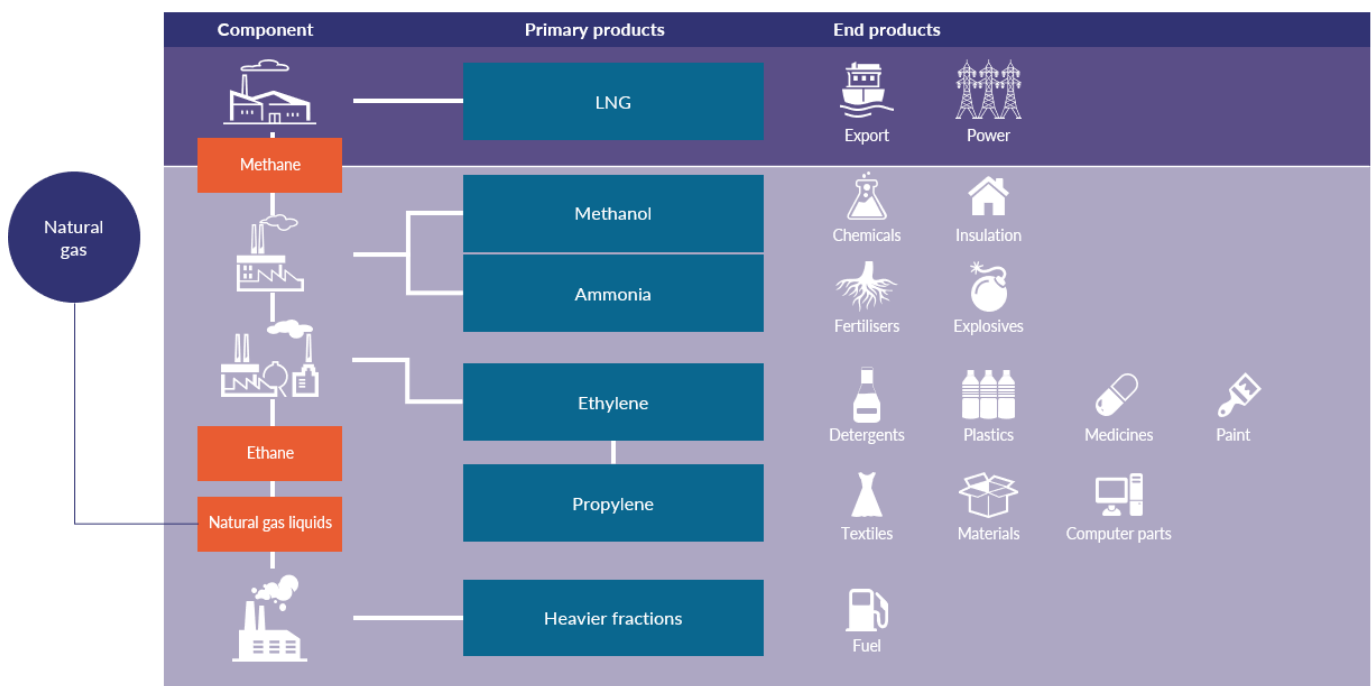 Component
Primary products
End products
LNG
Export
Power
Methane
Natural
gas
Methanol
Chemicals
Insulation
Ammonia
Fertilisers
Explosives
Ethylene
Detergents
Plastics
Medicines
Paint
Ethane
Natural gas liquids
Propylene
Textiles
Materials
Computer parts
Heavier fractions
Fuel